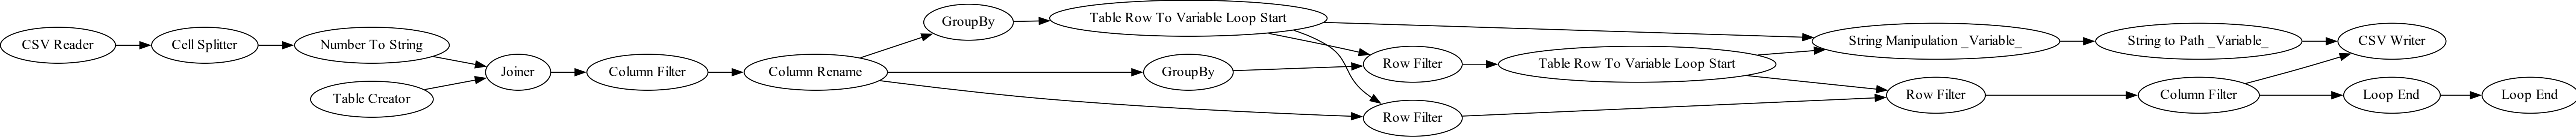 CSV Reader
Cell Splitter
Number To String
Table Creator
Joiner
Column Filter
Column Rename
GroupBy
Table Row To Variable Loop Start
GroupBy
Row Filter
Row Filter
Table Row To Variable Loop Start
String Manipulation _Variable_
String to Path _Variable_
CSV Writer
Row Filter
Column Filter
Loop End
Loop End